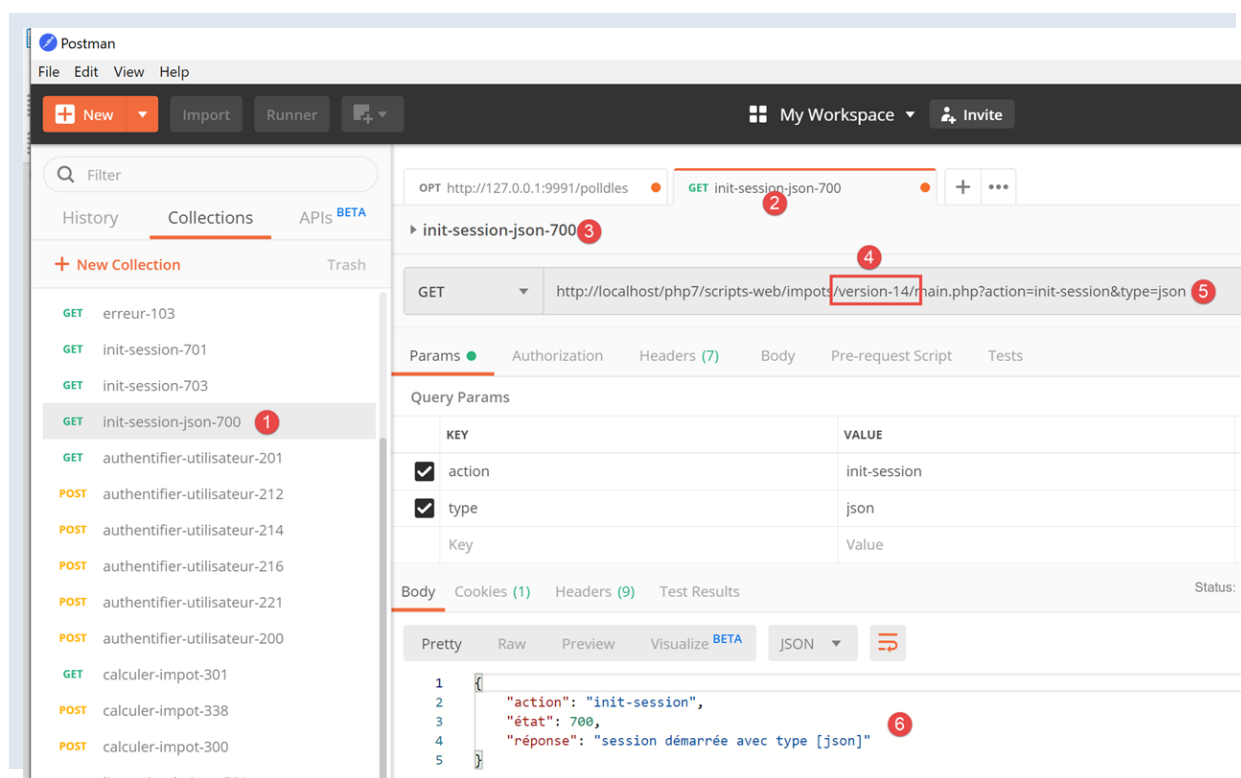 Postman
File Edit View Help
New Import Runner My Workspace Invite
Filter
History Collections APIs BETA
+ New Collection Trash
GET erreur-103
GET init-session-701
GET init-session-703
GET init-session-json-700 1
GET authentifier-utilisateur-201
POST authentifier-utilisateur-212
POST authentifier-utilisateur-214
POST authentifier-utilisateur-216
POST authentifier-utilisateur-221
POST authentifier-utilisateur-200
GET calculer-impot-301
POST calculer-impot-338
POST calculer-impot-300
OPT http://127.0.0.1:9991/polldles GET init-session-json-700 + •••
2
init-session-json-700 3
4
GET http://localhost/php7/scripts-web/impots/version-14/main.php?action=init-session&type=json 5
Params Authorization Headers (7) Body Pre-request Script Tests
Query Params
KEY VALUE
action init-session
type json
Key Value
Body Cookies (1) Headers (9) Test Results Status:
Pretty Raw Preview Visualize BETA JSON
1 {
2 "action": "init-session",
3 "état": 700,
4 "réponse": "session démarrée avec type [json]"
5 }
6